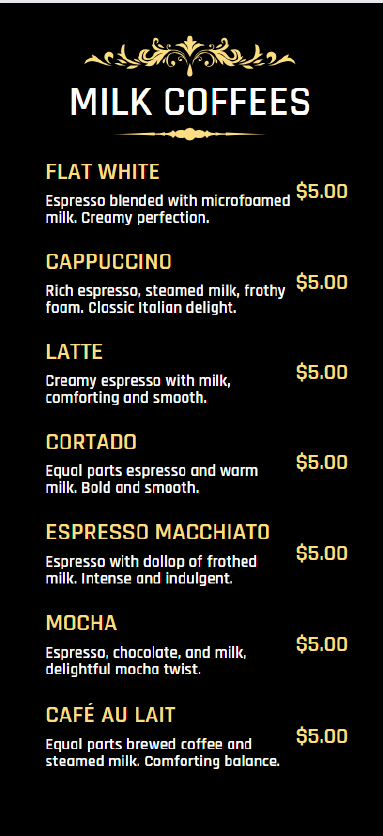 MILK COFFEES
FLAT WHITE
Espresso blended with microfoamed $5.00
milk. Creamy perfection.
CAPPUCCINO
Rich espresso, steamed milk, frothy $5.00
foam. Classic Italian delight.
LATTE
Creamy espresso with milk, $5.00
comforting and smooth.
CORTADO
Equal parts espresso and warm $5.00
milk. Bold and smooth.
ESPRESSO MACCHIATO
Espresso with dollop of frothed $5.00
milk. Intense and indulgent.
MOCHA
Espresso, chocolate, and milk, $5.00
delightful mocha twist.
CAFÉ AU LAIT
Equal parts brewed coffee and $5.00
steamed milk. Comforting balance.